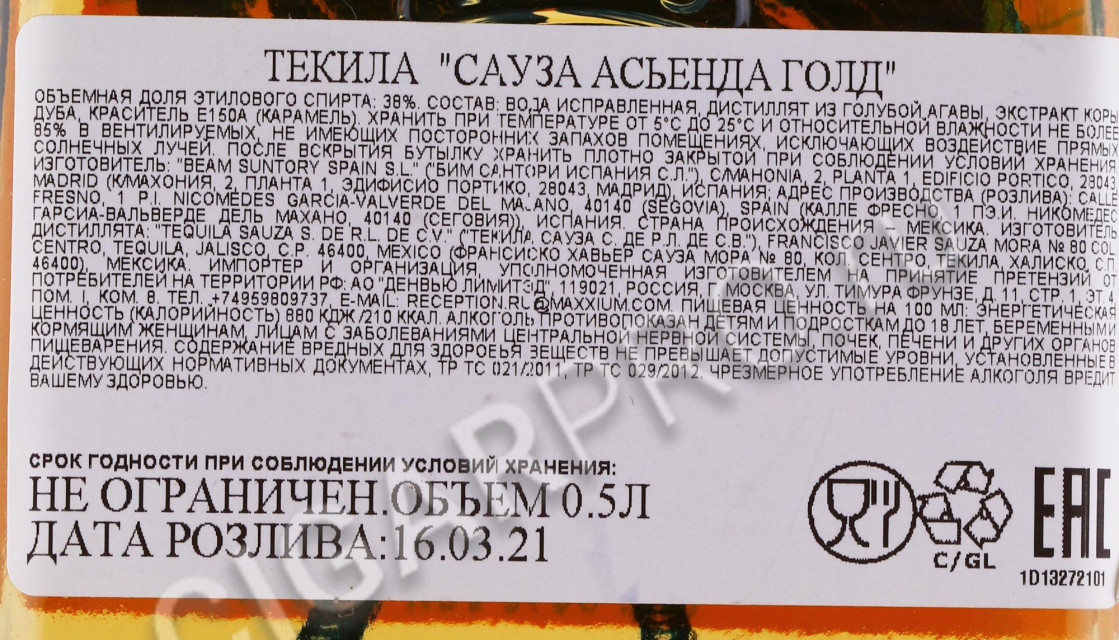 ТЕКИЛА "САУЗА АСЬЕНДА ГОЛД"
ОБЪЕМНАЯ ДОЛЯ ЭТИЛОВОГО СПИРТА: 38%. СОСТАВ: ВОДА ИСПРАВЛЕННАЯ, ДИСТИЛЛЯТ ИЗ ГОЛУБОЙ АГАВЫ, ЭКСТРАКТ КОРЫ
ДУБА, КРАСИТЕЛЬ Е150А (КАРАМЕЛЬ). ХРАНИТЬ ПРИ ТЕМПЕРАТУРЕ ОТ 5°С ДО 25°С И ОТНОСИТЕЛЬНОЙ ВЛАЖНОСТИ НЕ БОЛЕЕ
85% В ВЕНТИЛИРУЕМЫХ, НЕ ИМЕЮЩИХ ПОСТОРОННИХ ЗАПАХОВ ПОМЕЩЕНИЯХ, ИСКЛЮЧАЮЩИХ ВОЗДЕЙСТВИЕ ПРЯМЫХ
СОЛНЕЧНЫХ ЛУЧЕЙ. ПОСЛЕ ВСКРЫТИЯ БУТЫЛКУ ХРАНИТЬ ПЛОТНО ЗАКРЫТОЙ ПРИ СОБЛЮДЕНИИ УСЛОВИЙ ХРАНЕНИЯ.
ИЗГОТОВИТЕЛЬ: "BEAM SUNTORY SPAIN S.L." ("БИМ САНТОРИ ИСПАНИЯ С.Л."), C/MAHONIA, 2, PLANTA 1, EDIFICIO PORTICO, 28043
MADRID (К/МАХОНИЯ, 2, ПЛАНТА 1, ЭДИФИСИО ПОРТИКО, 28043, МАДРИД), ИСПАНИЯ; АДРЕС ПРОИЗВОДСТВА (РОЗЛИВА): CALLE
FRESNO, 1 P.I. NICOMEDES GARCIA-VALVERDE DEL MAJANO, 40140 (SEGOVIA), SPAIN (КАЛЛЕ ФРЕСНО, 1 П.Э.И. НИКОМЕДЕС
ГАРСИА-ВАЛЬВЕРДЕ ДЕЛЬ МАХАНО, 40140 (СЕГОВИЯ)), ИСПАНИЯ. СТРАНА ПРОИСХОЖДЕНИЯ - МЕКСИКА. ИЗГОТОВИТЕЛЬ
ДИСТИЛЛЯТА: "TEQUILA SAUZA S. DE R.L. DE C.V." ("ТЕКИЛА САУЗА С. ДЕ Р.Л. ДЕ С.В."), FRANCISCO JAVIER SAUZA MORA № 80 COL.
CENTRO, TEQUILA, JALISCO, C.P. 46400, MEXICO (ФРАНСИСКО ХАВЬЕР САУЗА МОРА № 80, КОЛ. СЕНТРО, ТЕКИЛА, ХАЛИСКО, С.П.
46400), МЕКСИКА. ИМПОРТЕР И ОРГАНИЗАЦИЯ, УПОЛНОМОЧЕННАЯ ИЗГОТОВИТЕЛЕМ НА ПРИНЯТИЕ ПРЕТЕНЗИЙ ОТ
ПОТРЕБИТЕЛЕЙ НА ТЕРРИТОРИИ РФ: АО "ДЕНВЬЮ ЛИМИТЭД", 119021, РОССИЯ, Г. МОСКВА, УЛ. ТИМУРА ФРУНЗЕ, Д. 11, СТР. 1, ЭТ. 4
ПОМ. I, КОМ. 8. ТЕЛ. +74959809737, E-MAIL: RECEPTION.RU@MAXXIUM.COM. ПИЩЕВАЯ ЦЕННОСТЬ НА 100 МЛ: ЭНЕРГЕТИЧЕСКАЯ
ЦЕННОСТЬ (КАЛОРИЙНОСТЬ) 880 КДЖ /210 ККАЛ. АЛКОГОЛЬ ПРОТИВОПОКАЗАН ДЕТЯМ И ПОДРОСТКАМ ДО 18 ЛЕТ, БЕРЕМЕННЫМ И
КОРМЯЩИМ ЖЕНЩИНАМ, ЛИЦАМ С ЗАБОЛЕВАНИЯМИ ЦЕНТРАЛЬНОЙ НЕРВНОЙ СИСТЕМЫ, ПОЧЕК, ПЕЧЕНИ И ДРУГИХ ОРГАНОВ
ПИЩЕВАРЕНИЯ. СОДЕРЖАНИЕ ВРЕДНЫХ ДЛЯ ЗДОРОВЬЯ ВЕЩЕСТВ НЕ ПРЕВЫШАЕТ ДОПУСТИМЫЕ УРОВНИ, УСТАНОВЛЕННЫЕ В
ДЕЙСТВУЮЩИХ НОРМАТИВНЫХ ДОКУМЕНТАХ, ТР ТС 021/2011, ТР ТС 029/2012. ЧРЕЗМЕРНОЕ УПОТРЕБЛЕНИЕ АЛКОГОЛЯ ВРЕДИТ
ВАШЕМУ ЗДОРОВЬЮ.
СРОК ГОДНОСТИ ПРИ СОБЛЮДЕНИИ УСЛОВИЙ ХРАНЕНИЯ:
НЕ ОГРАНИЧЕН.ОБЪЕМ 0.5Л
ДАТА РОЗЛИВА:16.03.21
C/GL
EAC
1D13272101
CIGARPRO.RU